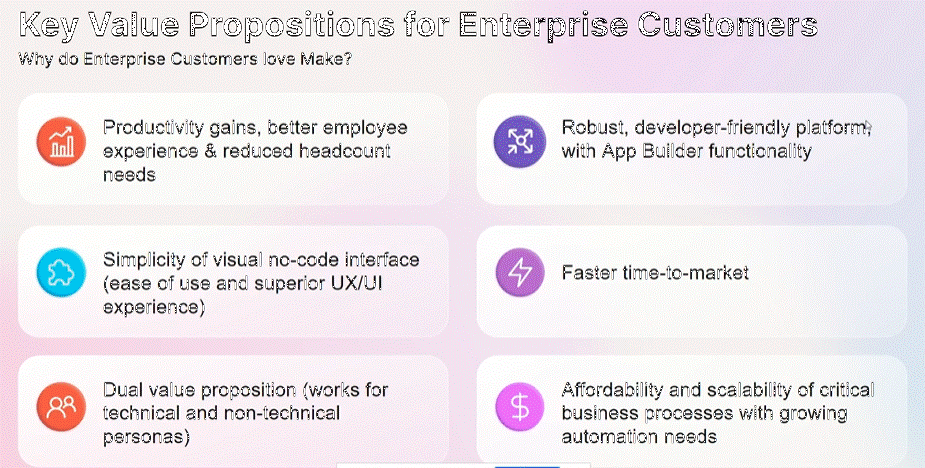 Key Value Propositions for Enterprise Customers
Why do Enterprise Customers love Make?
Productivity gains, better employee
experience & reduced headcount
needs
Robust, developer-friendly platform,
with App Builder functionality
Simplicity of visual no-code interface
(ease of use and superior UX/UI
experience)
Faster time-to-market
Dual value proposition (works for
technical and non-technical
personas)
Affordability and scalability of critical
business processes with growing
automation needs